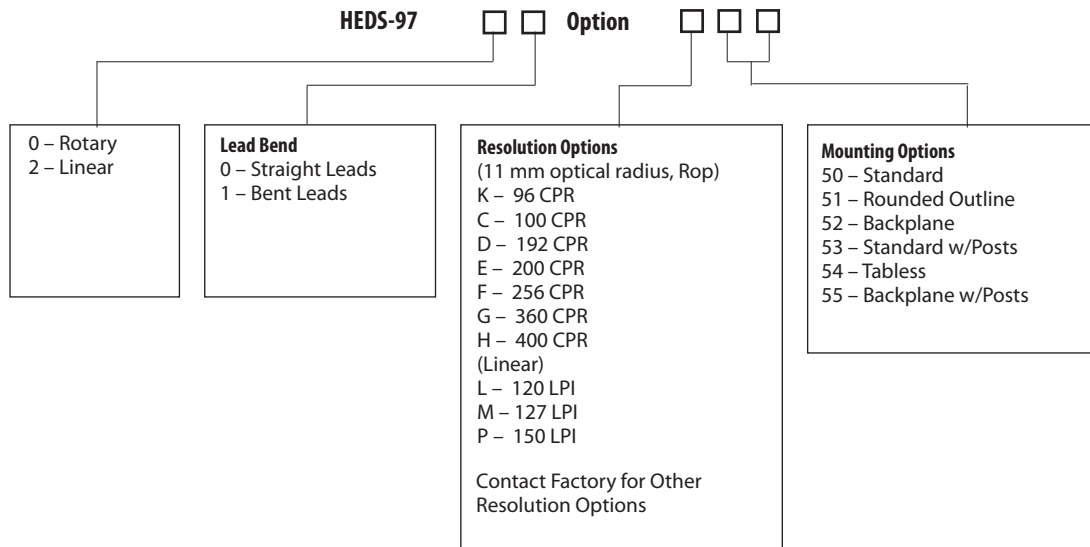 HEDS-97 □ □ Option □ □ □
0 – Rotary
2 – Linear
Lead Bend
0 – Straight Leads
1 – Bent Leads
Resolution Options
(11 mm optical radius, Rop)
K – 96 CPR
C – 100 CPR
D – 192 CPR
E – 200 CPR
F – 256 CPR
G – 360 CPR
H – 400 CPR
(Linear)
L – 120 LPI
M – 127 LPI
P – 150 LPI
Contact Factory for Other
Resolution Options
Mounting Options
50 – Standard
51 – Rounded Outline
52 – Backplane
53 – Standard w/Posts
54 – Tabless
55 – Backplane w/Posts